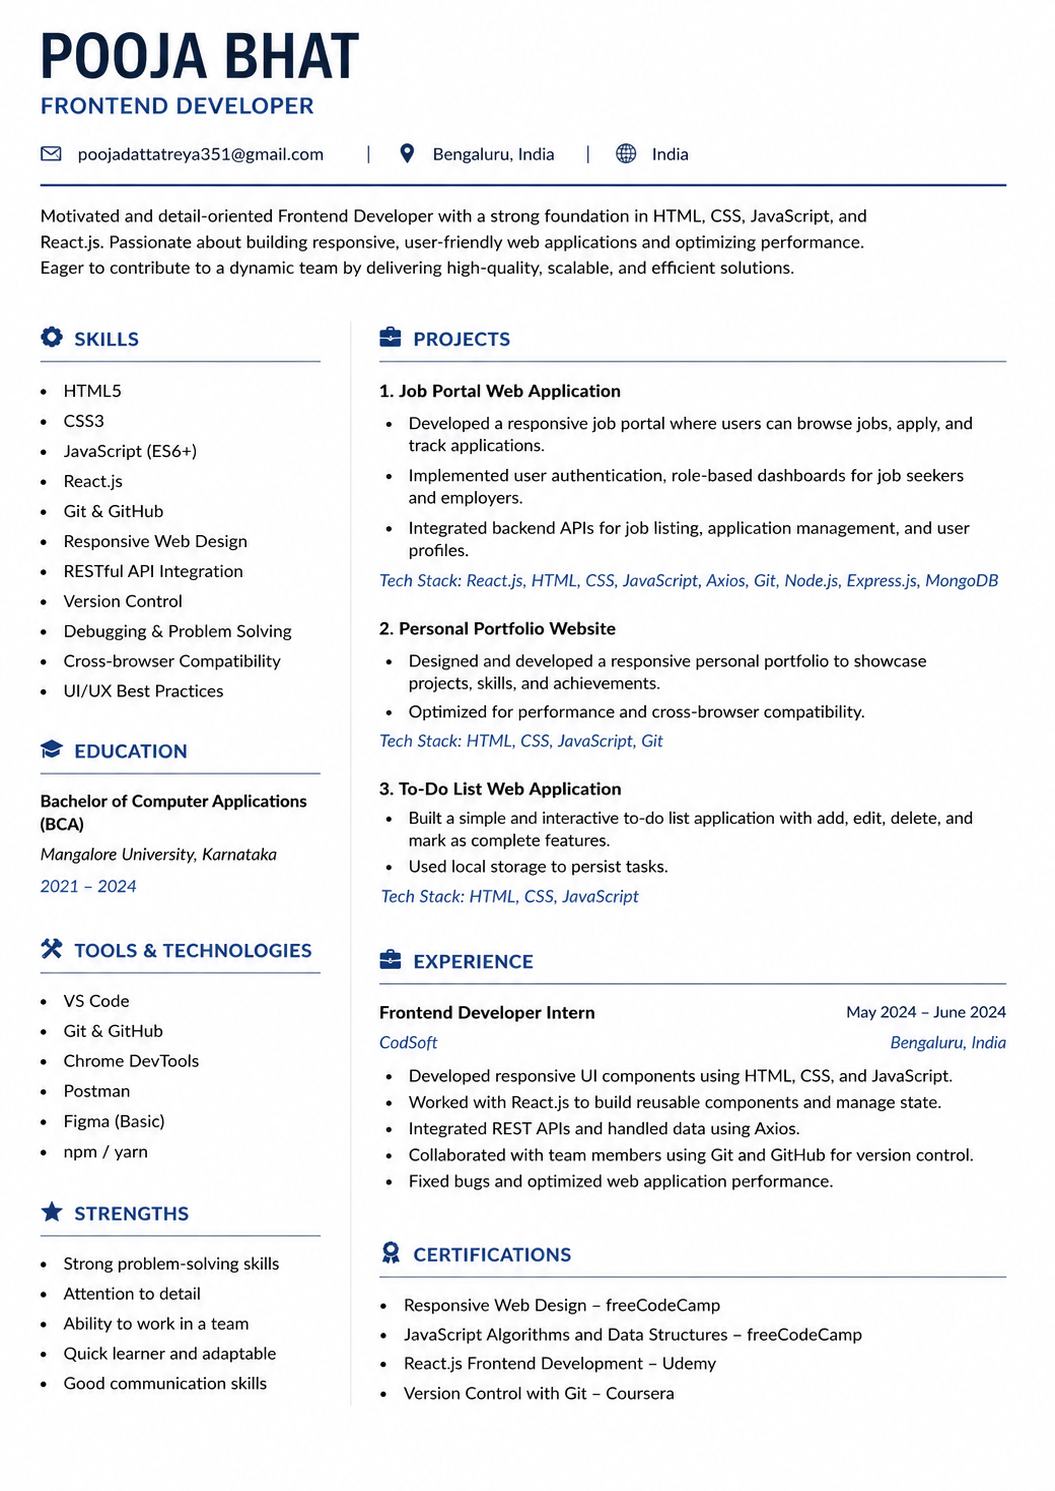 POOJA BHAT
FRONTEND DEVELOPER
poojadattatreya351@gmail.com | Bengaluru, India | India
Motivated and detail-oriented Frontend Developer with a strong foundation in HTML, CSS, JavaScript, and
React.js. Passionate about building responsive, user-friendly web applications and optimizing performance.
Eager to contribute to a dynamic team by delivering high-quality, scalable, and efficient solutions.
SKILLS
• HTML5
• CSS3
• JavaScript (ES6+)
• React.js
• Git & GitHub
• Responsive Web Design
• RESTful API Integration
• Version Control
• Debugging & Problem Solving
• Cross-browser Compatibility
• UI/UX Best Practices
EDUCATION
Bachelor of Computer Applications
(BCA)
Mangalore University, Karnataka
2021 – 2024
TOOLS & TECHNOLOGIES
• VS Code
• Git & GitHub
• Chrome DevTools
• Postman
• Figma (Basic)
• npm / yarn
STRENGTHS
• Strong problem-solving skills
• Attention to detail
• Ability to work in a team
• Quick learner and adaptable
• Good communication skills
PROJECTS
1. Job Portal Web Application
• Developed a responsive job portal where users can browse jobs, apply, and
track applications.
• Implemented user authentication, role-based dashboards for job seekers
and employers.
• Integrated backend APIs for job listing, application management, and user
profiles.
Tech Stack: React.js, HTML, CSS, JavaScript, Axios, Git, Node.js, Express.js, MongoDB
2. Personal Portfolio Website
• Designed and developed a responsive personal portfolio to showcase
projects, skills, and achievements.
• Optimized for performance and cross-browser compatibility.
Tech Stack: HTML, CSS, JavaScript, Git
3. To-Do List Web Application
• Built a simple and interactive to-do list application with add, edit, delete, and
mark as complete features.
• Used local storage to persist tasks.
Tech Stack: HTML, CSS, JavaScript
EXPERIENCE
Frontend Developer Intern May 2024 – June 2024
CodSoft Bengaluru, India
• Developed responsive UI components using HTML, CSS, and JavaScript.
• Worked with React.js to build reusable components and manage state.
• Integrated REST APIs and handled data using Axios.
• Collaborated with team members using Git and GitHub for version control.
• Fixed bugs and optimized web application performance.
CERTIFICATIONS
• Responsive Web Design – freeCodeCamp
• JavaScript Algorithms and Data Structures – freeCodeCamp
• React.js Frontend Development – Udemy
• Version Control with Git – Coursera